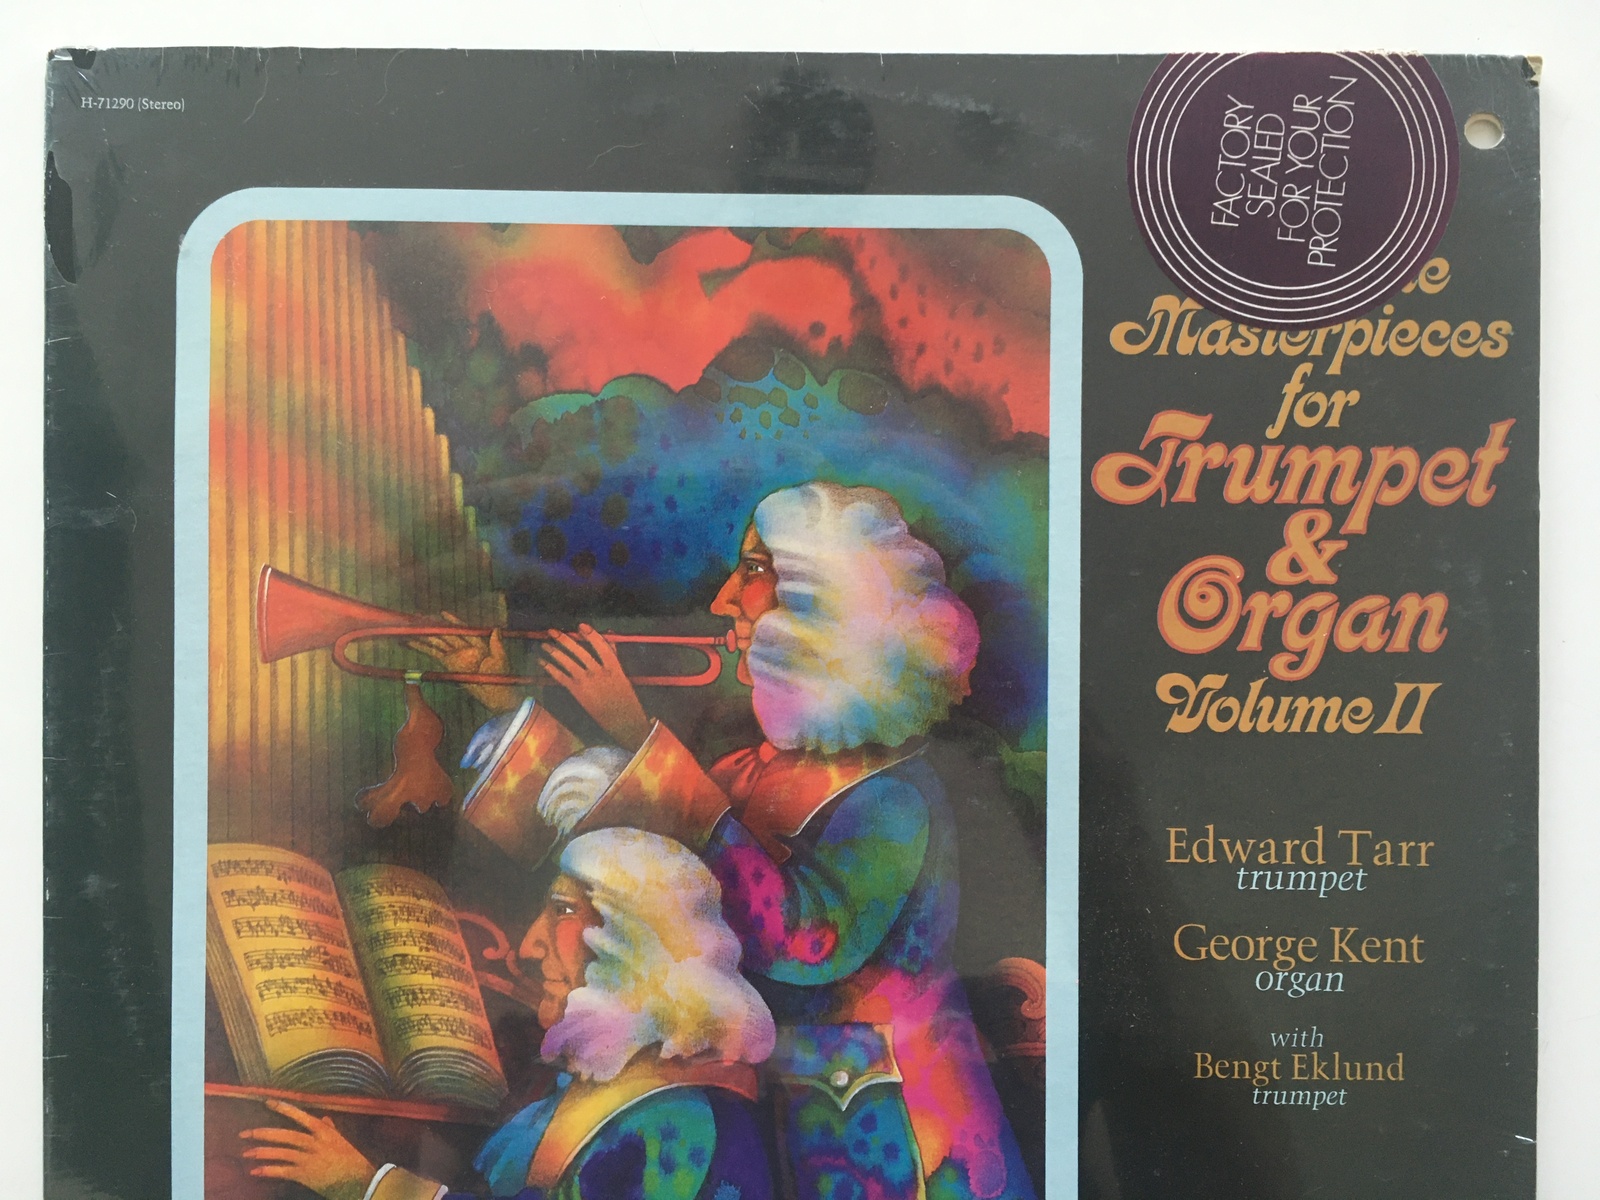 H-71290 (Stereo)
FACTORY
SEALED
FOR YOUR
PROTECTION
Masterpieces
for
Trumpet
&
Organ
Volume II
Edward Tarr
trumpet
George Kent
organ
with
Bengt Eklund
trumpet